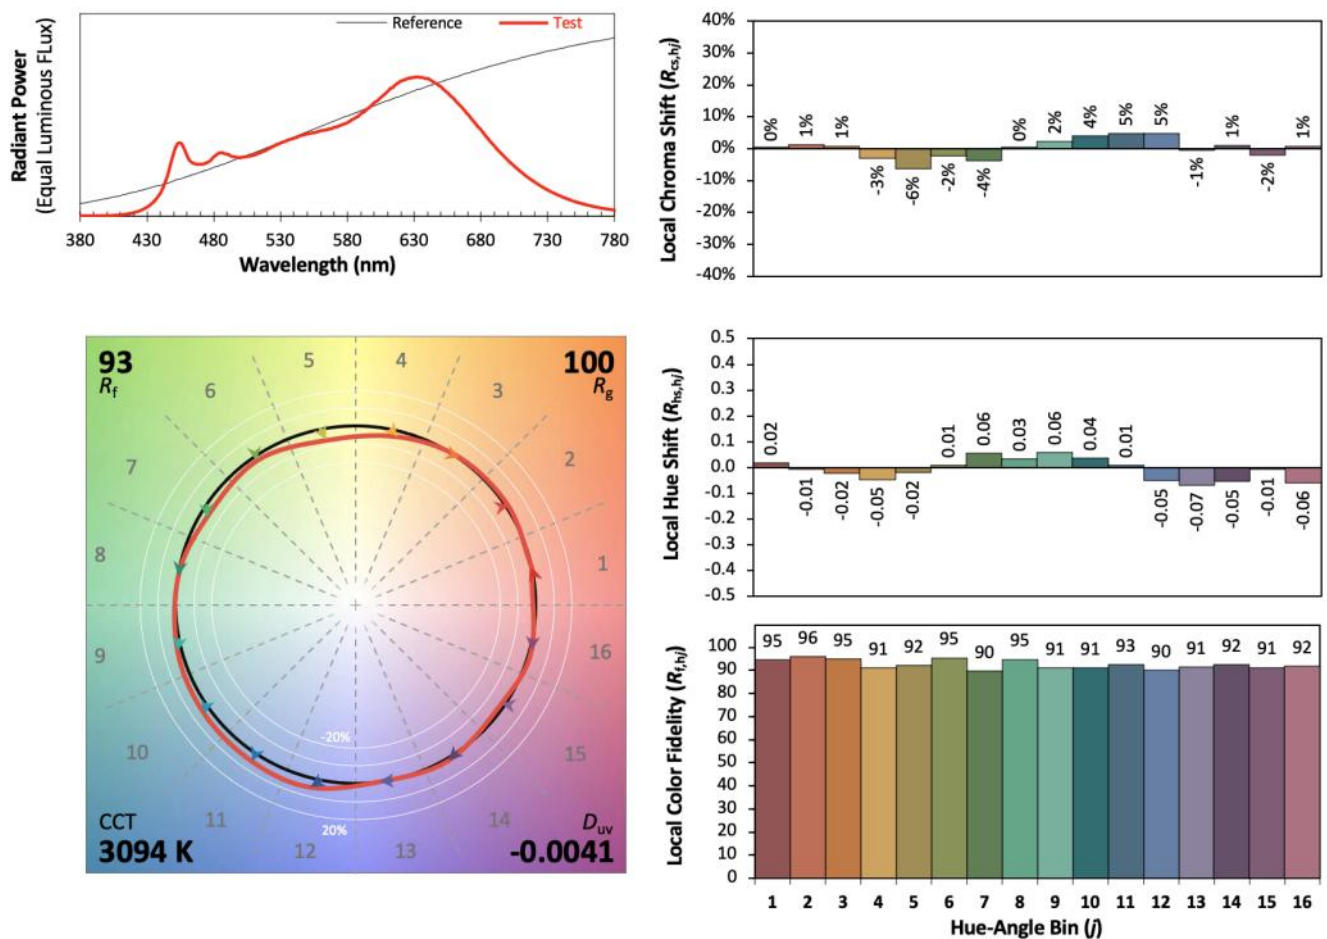 Reference
Test
Radiant Power
(Equal Luminous FLux)
380 430 480 530 580 630 680 730 780
Wavelength (nm)
40%
30%
20%
10%
0%
-10%
-20%
-30%
-40%
Local Chroma Shift (Rcs,hj)
0% 1% 1% -3% -6% -2% -4% 0% 2% 4% 5% 5% -1% 1% -2% 1%
93
Rf
100
Rg
5 4
6 3
7 2
8 1
9 16
10 15
11 14
12 13
-20%
20%
CCT
3094 K
Duv
-0.0041
0.5
0.4
0.3
0.2
0.1
0.0
-0.1
-0.2
-0.3
-0.4
-0.5
Local Hue Shift (Rhs,hj)
0.02 -0.01 -0.02 -0.05 -0.02 0.01 0.06 0.03 0.06 0.04 0.01 -0.05 -0.07 -0.05 -0.01 -0.06
100
90
80
70
60
50
40
30
20
10
0
Local Color Fidelity (Rf,hj)
95 96 95 91 92 95 90 95 91 91 93 90 91 92 91 92
1 2 3 4 5 6 7 8 9 10 11 12 13 14 15 16
Hue-Angle Bin (j)